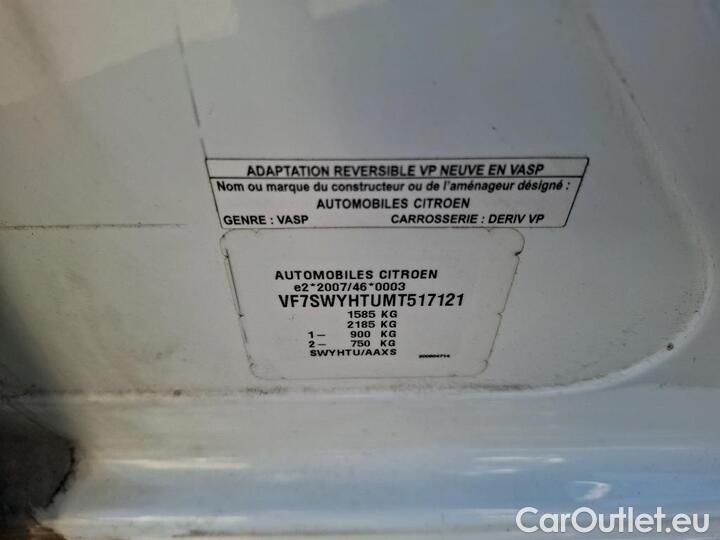 ADAPTATION REVERSIBLE VP NEUVE EN VASP
Nom ou marque du constructeur ou de l'aménageur désigné :
AUTOMOBILES CITROEN
GENRE : VASP CARROSSERIE : DERIV VP
AUTOMOBILES CITROEN
e2*2007/46*0003
VF7SWYHTUMT517121
1585 KG
2185 KG
1- 900 KG
2- 750 KG
SWYHTU/AAXS
CarOutlet.eu